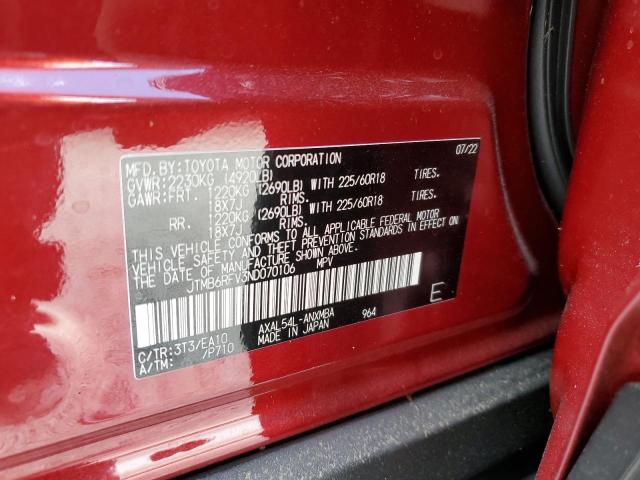 MFD. BY: TOYOTA MOTOR CORPORATION 07/22
GVWR: 2230KG (4920LB)
GAWR: FRT. 1220KG (2690LB) WITH 225/60R18 TIRES.
18X7J RIMS.
RR. 1220KG (2690LB) WITH 225/60R18 TIRES.
18X7J RIMS.
THIS VEHICLE CONFORMS TO ALL APPLICABLE FEDERAL MOTOR
VEHICLE SAFETY AND THEFT PREVENTION STANDARDS IN EFFECT ON
THE DATE OF MANUFACTURE SHOWN ABOVE.
JTMB6RFV3ND070106 MPV
E
AXAL54L-ANXMBA 964
C/TR: 3T3/EA10 MADE IN JAPAN
A/TM: /P710